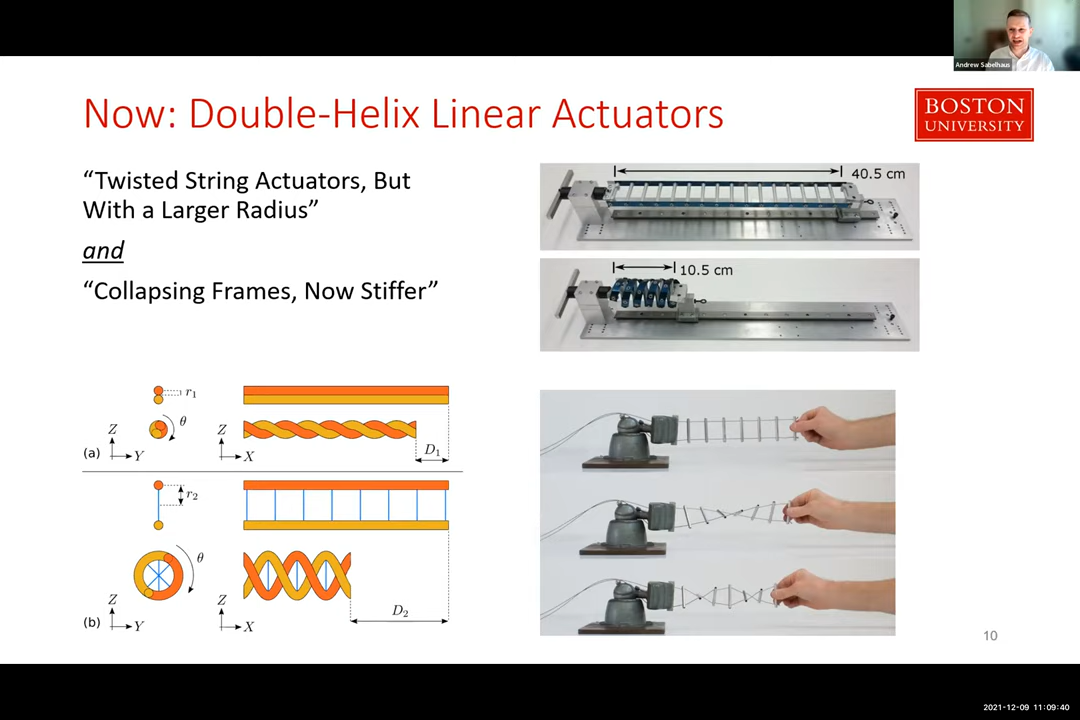 Andrew Sabelhaus
Now: Double-Helix Linear Actuators
BOSTON
UNIVERSITY
“Twisted String Actuators, But
With a Larger Radius”
and
“Collapsing Frames, Now Stiffer”
40.5 cm
10.5 cm
r1
θ
Z
Z
(a)
Y
X
D1
r2
θ
Z
Z
D2
(b)
Y
X
10
2021-12-09 11:09:40